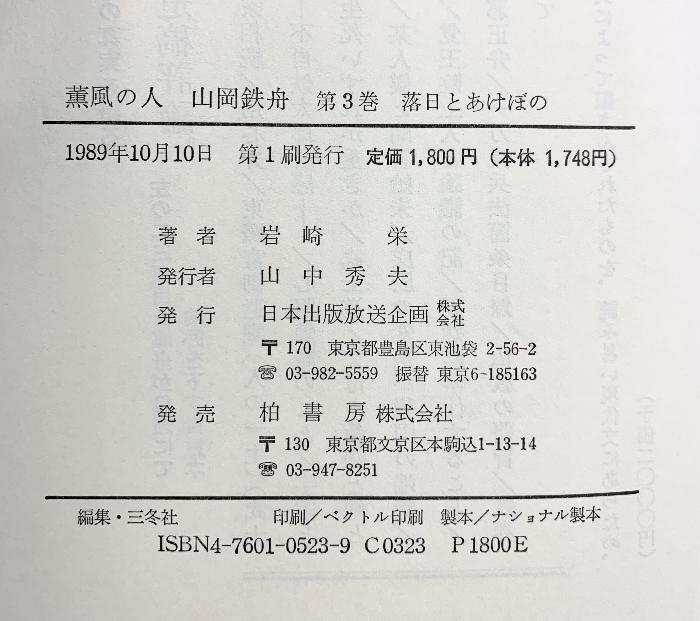 薫風の人 山岡鉄舟 第3巻 落日とあけぼの
1989年10月10日 第1刷発行 定価1,800円(本体 1,748円)
著者 岩崎 栄
発行者 山中秀夫
発行 日本出版放送企画 株式会社
〒170 東京都豊島区東池袋 2-56-2
☎ 03-982-5559 振替 東京6-185163
発売 柏書房 株式会社
〒130 東京都文京区本駒込1-13-14
☎ 03-947-8251
編集・三冬社 印刷/ベクトル印刷 製本/ナショナル製本
ISBN4-7601-0523-9 C0323 P1800E